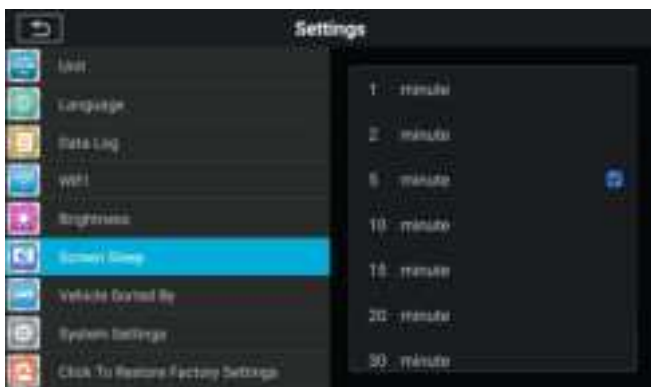 Settings
Unit
Language
Data Log
WIFI
Brightness
Screen Sleep
Vehicle Sorted By
System Settings
Click To Restore Factory Settings
1 minute
2 minute
5 minute
10 minute
15 minute
20 minute
30 minute